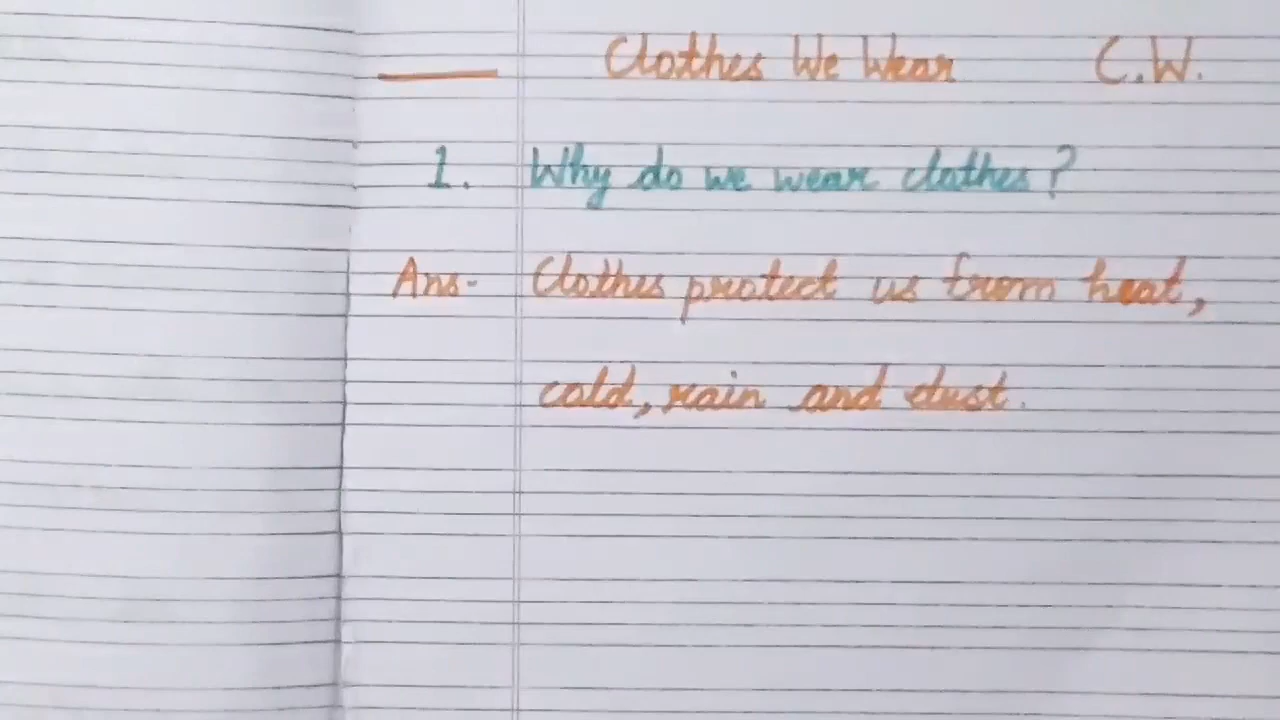 Clothes We Wear C.W.
1. Why do we wear clothes?
Ans- Clothes protect us from heat,
cold, rain and dust.